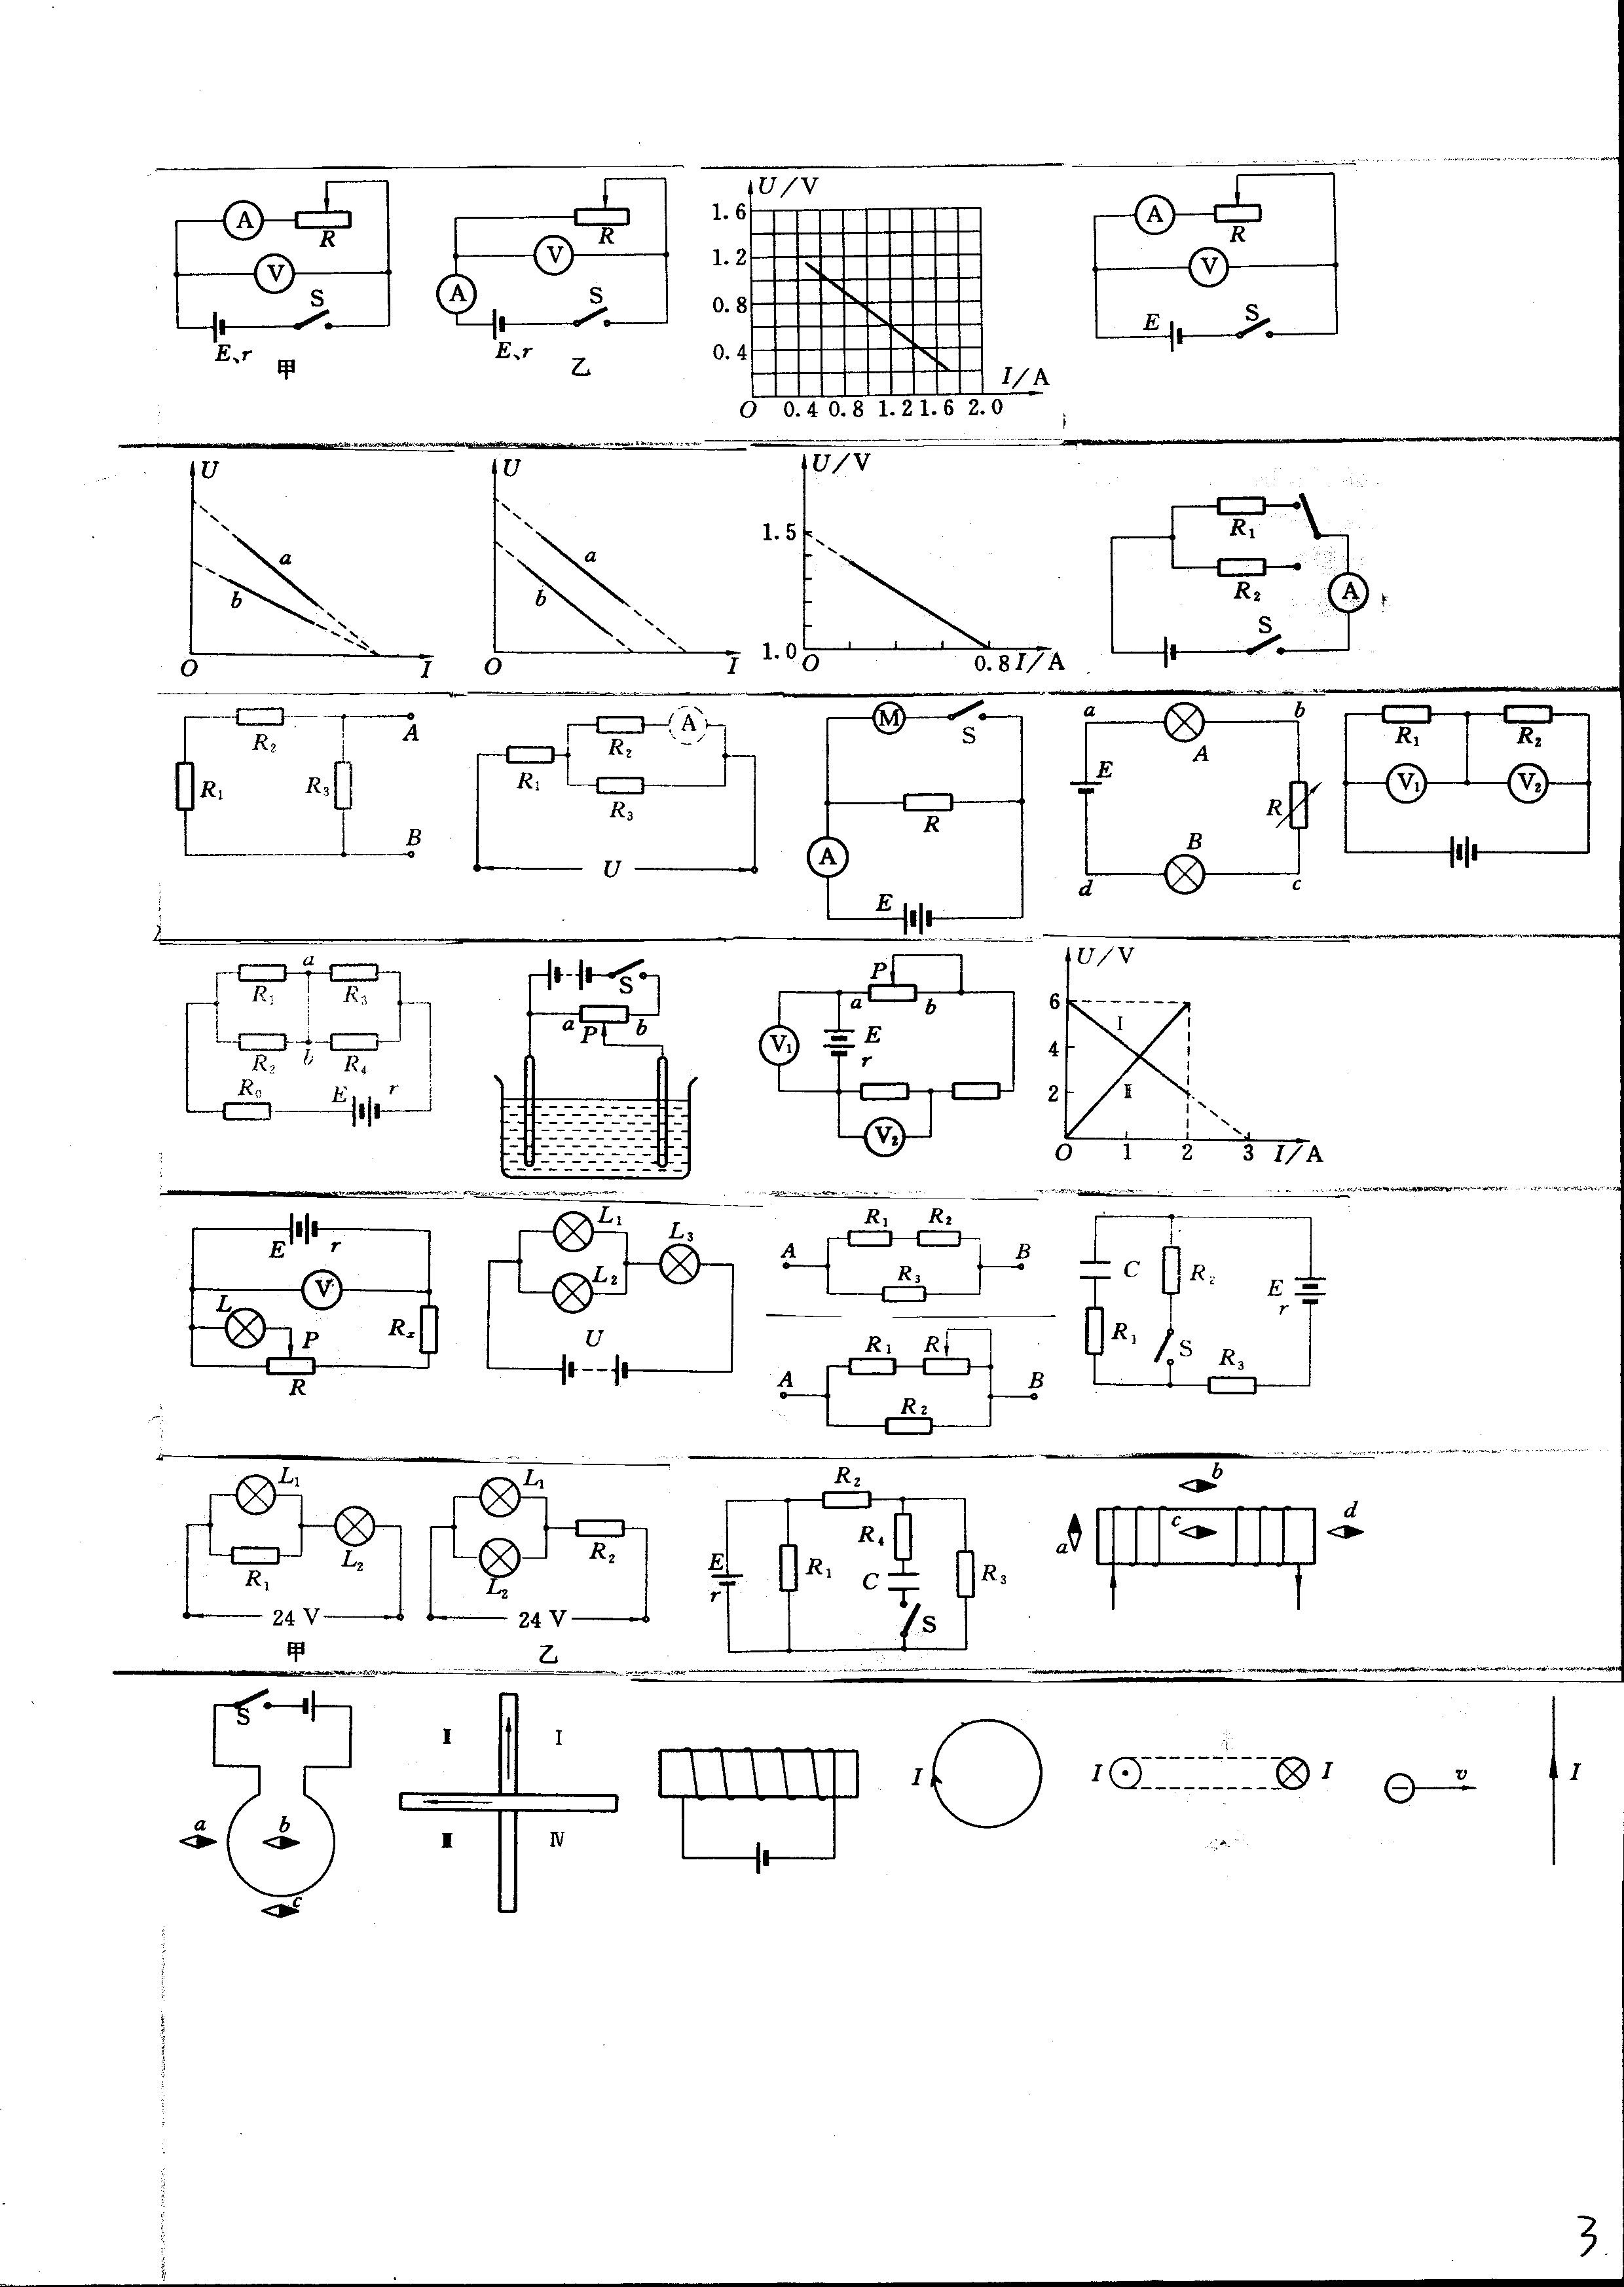 A R V S E、r 甲
R V A S E、r 乙
U/V 1.6 1.2 0.8 0.4 O 0.4 0.8 1.2 1.6 2.0 I/A
A R V E S
U a b O I
U a b O I
U/V 1.5 1.0 O 0.8 I/A
R₁ R₂ A S
R₂ A R₁ R₃ B
R₂ A R₁ R₃ U
M S R A E
a b A E R B d c
R₁ R₂ V₁ V₂
a R₁ R₃ R₂ b R₄ R₀ E r
S a P b
P a b V₁ E r V₂
U/V 6 4 2 I II O 1 2 3 I/A
E r V L P Rₓ R
L₁ L₃ L₂ U
R₁ R₂ A B R₃
R₁ R A B R₂
C R₂ E r R₁ S R₃
L₁ L₂ R₁ 24 V 甲
L₁ R₂ L₂ 24 V 乙
R₂ R₄ E r R₁ C R₃ S
b a c d
S a b c
II I III IV
I
I I
v I
3